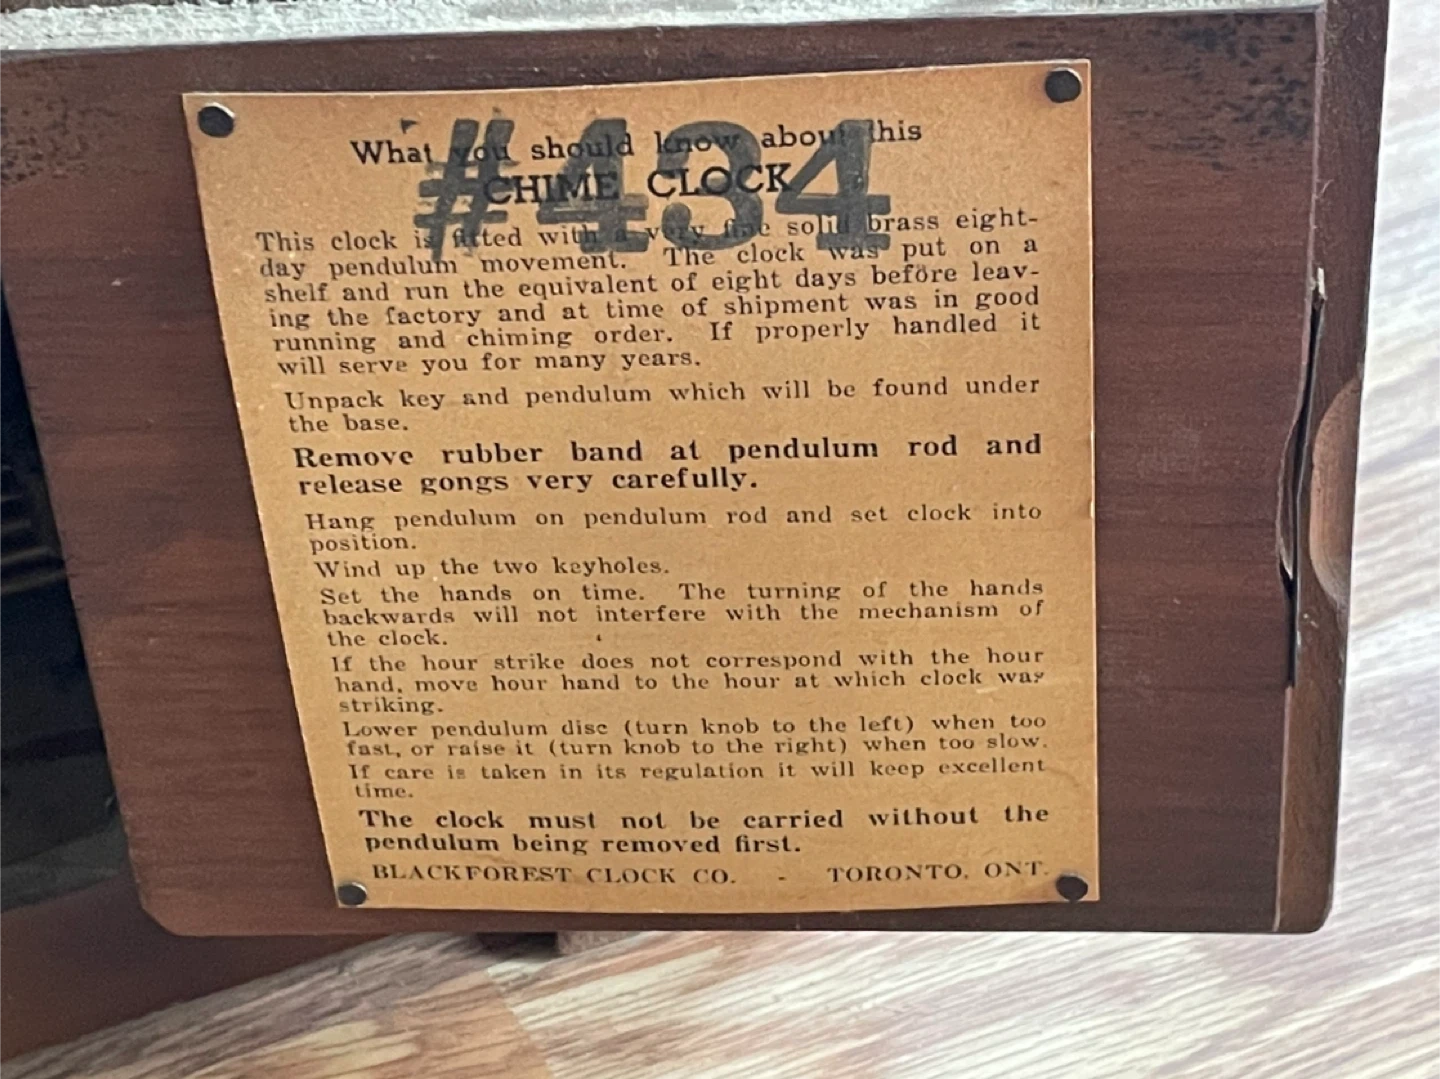 #434
What you should know about this
CHIME CLOCK
This clock is fitted with a very fine solid brass eight-
day pendulum movement. The clock was put on a
shelf and run the equivalent of eight days before leav-
ing the factory and at time of shipment was in good
running and chiming order. If properly handled it
will serve you for many years.
Unpack key and pendulum which will be found under
the base.
Remove rubber band at pendulum rod and
release gongs very carefully.
Hang pendulum on pendulum rod and set clock into
position.
Wind up the two keyholes.
Set the hands on time. The turning of the hands
backwards will not interfere with the mechanism of
the clock.
If the hour strike does not correspond with the hour
hand, move hour hand to the hour at which clock was
striking.
Lower pendulum disc (turn knob to the left) when too
fast, or raise it (turn knob to the right) when too slow.
If care is taken in its regulation it will keep excellent
time.
The clock must not be carried without the
pendulum being removed first.
BLACKFOREST CLOCK CO. - TORONTO, ONT.